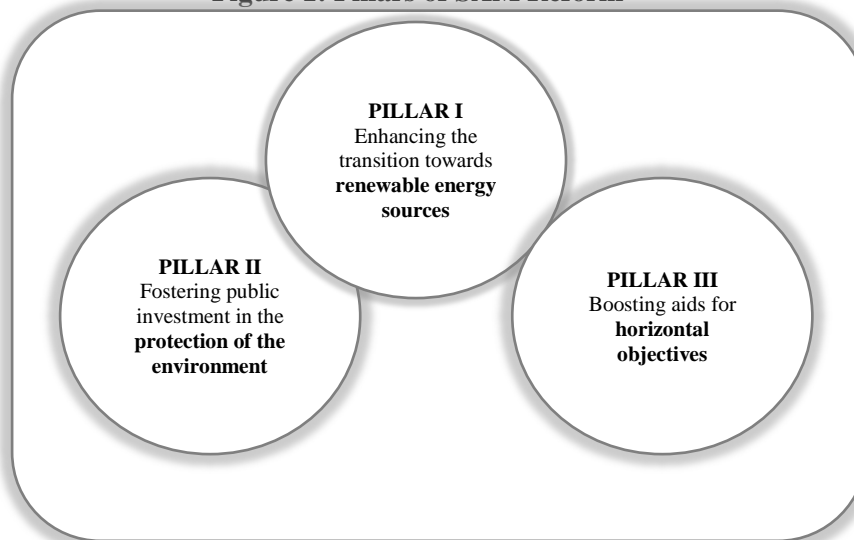 Figure Pillars of SAM Reform
PILLAR I
Enhancing the
transition towards
renewable energy
sources
PILLAR II
Fostering public
investment in the
protection of the
environment
PILLAR III
Boosting aids for
horizontal
objectives